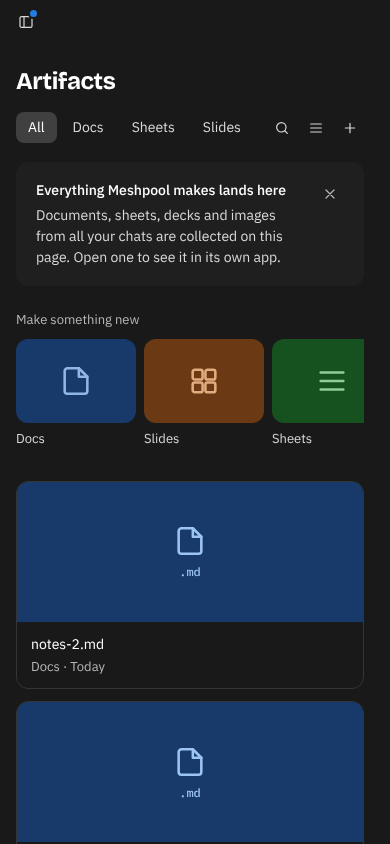 Artifacts
All Docs Sheets Slides
Everything Meshpool makes lands here
Documents, sheets, decks and images
from all your chats are collected on this
page. Open one to see it in its own app.
Make something new
Docs Slides Sheets
.md
notes-2.md
Docs · Today
.md